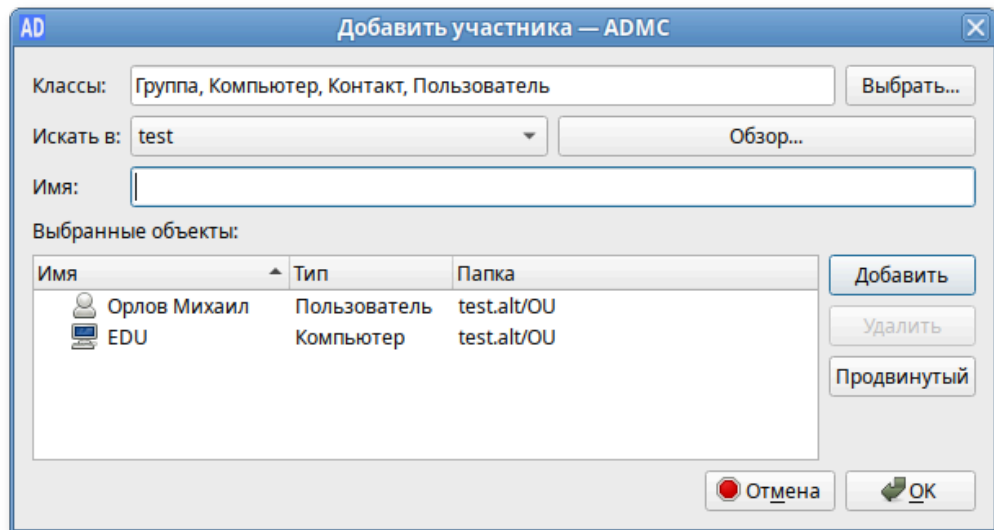 AD Добавить участника — ADMC
Классы: Группа, Компьютер, Контакт, Пользователь Выбрать...
Искать в: test Обзор...
Имя:
Выбранные объекты:
Имя Тип Папка Добавить
Орлов Михаил Пользователь test.alt/OU
Удалить
EDU Компьютер test.alt/OU
Продвинутый
Отмена OK